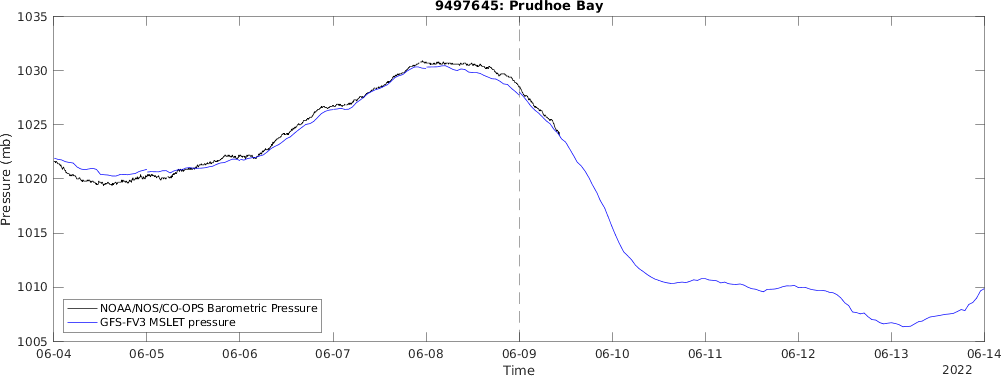 9497645: Prudhoe Bay
1035
1030
1025
1020
1015
1010
1005
Pressure (mb)
NOAA/NOS/CO-OPS Barometric Pressure
GFS-FV3 MSLET pressure
06-04 06-05 06-06 06-07 06-08 06-09 06-10 06-11 06-12 06-13 06-14
Time
2022